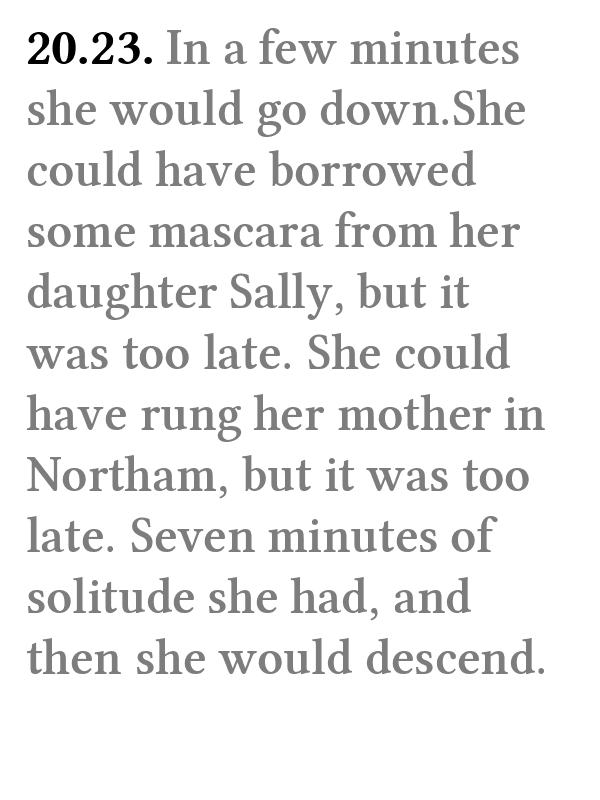 20.23. In a few minutes
she would go down.She
could have borrowed
some mascara from her
daughter Sally, but it
was too late. She could
have rung her mother in
Northam, but it was too
late. Seven minutes of
solitude she had, and
then she would descend.